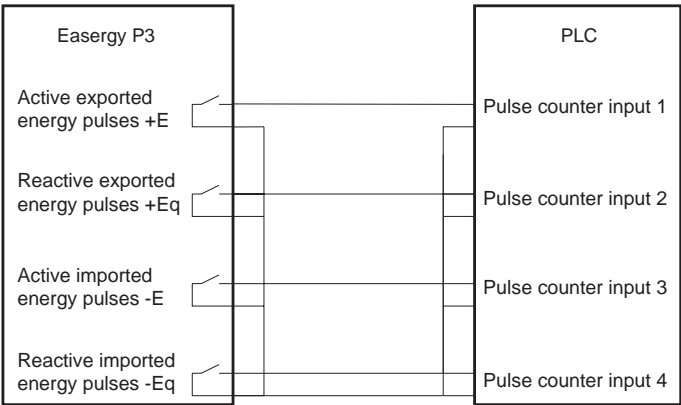 Easergy P3
PLC
Active exported
energy pulses +E
Pulse counter input 1
Reactive exported
energy pulses +Eq
Pulse counter input 2
Active imported
energy pulses -E
Pulse counter input 3
Reactive imported
energy pulses -Eq
Pulse counter input 4